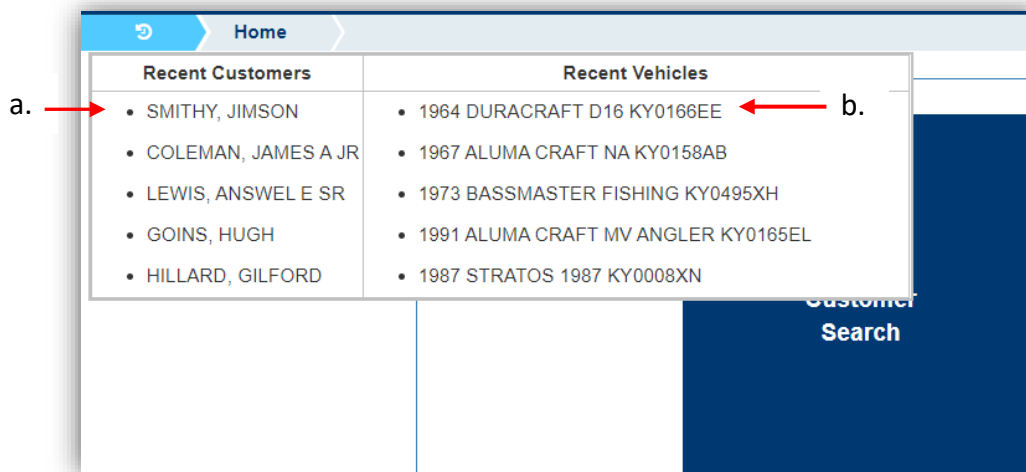 Home
Recent Customers Recent Vehicles
a. • SMITHY, JIMSON • 1964 DURACRAFT D16 KY0166EE b.
• COLEMAN, JAMES A JR • 1967 ALUMA CRAFT NA KY0158AB
• LEWIS, ANSWEL E SR • 1973 BASSMASTER FISHING KY0495XH
• GOINS, HUGH • 1991 ALUMA CRAFT MV ANGLER KY0165EL
• HILLARD, GILFORD • 1987 STRATOS 1987 KY0008XN
Customer
Search